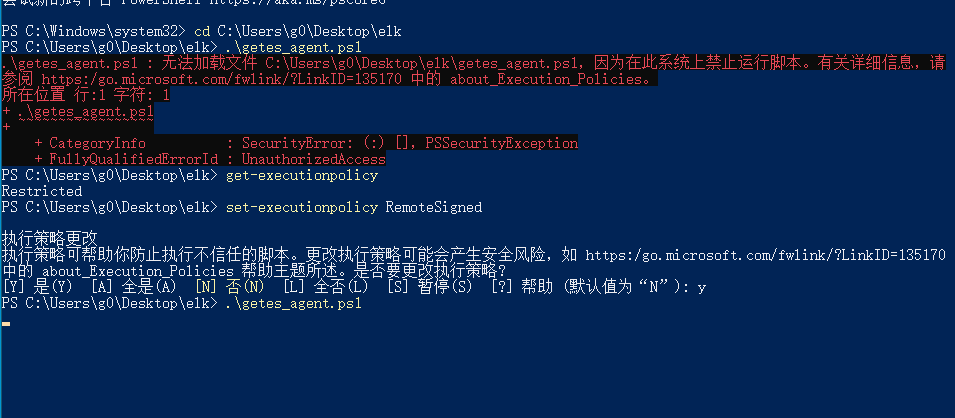 尝试新的跨平台 PowerShell https://aka.ms/pscore6
PS C:\Windows\system32> cd C:\Users\g0\Desktop\elk
PS C:\Users\g0\Desktop\elk> .\getes_agent.ps1
.\getes_agent.ps1 : 无法加载文件 C:\Users\g0\Desktop\elk\getes_agent.ps1，因为在此系统上禁止运行脚本。有关详细信息，请
参阅 https:/go.microsoft.com/fwlink/?LinkID=135170 中的 about_Execution_Policies。
所在位置 行:1 字符: 1
+ .\getes_agent.ps1
+ ~~~~~~~~~~~~~~~~~
+ CategoryInfo : SecurityError: (:) []，PSSecurityException
+ FullyQualifiedErrorId : UnauthorizedAccess
PS C:\Users\g0\Desktop\elk> get-executionpolicy
Restricted
PS C:\Users\g0\Desktop\elk> set-executionpolicy RemoteSigned
执行策略更改
执行策略可帮助你防止执行不信任的脚本。更改执行策略可能会产生安全风险，如 https:/go.microsoft.com/fwlink/?LinkID=135170
中的 about_Execution_Policies 帮助主题所述。是否要更改执行策略?
[Y] 是(Y) [A] 全是(A) [N] 否(N) [L] 全否(L) [S] 暂停(S) [?] 帮助 (默认值为“N”): y
PS C:\Users\g0\Desktop\elk> .\getes_agent.ps1